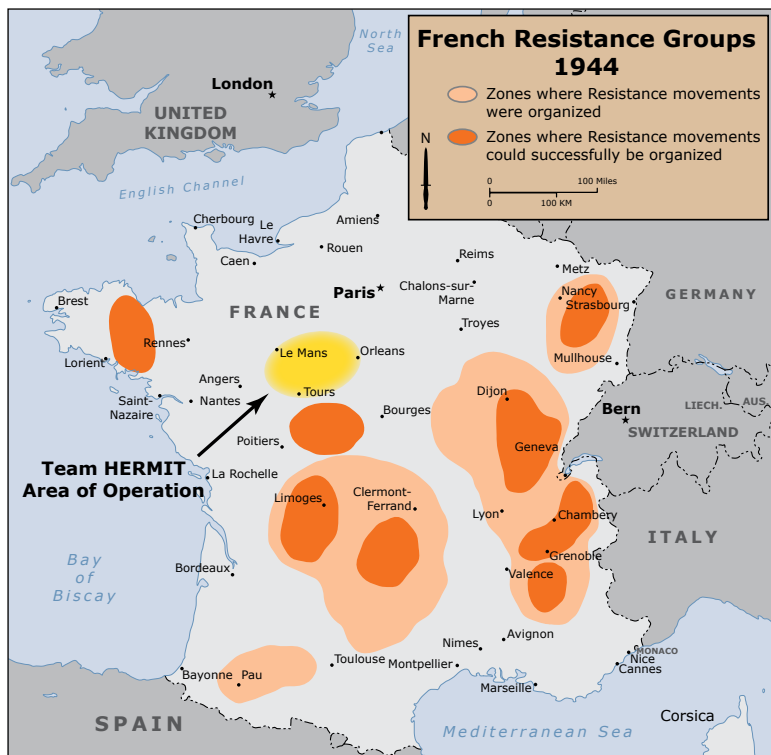 French Resistance Groups
1944
Zones where Resistance movements
were organized
Zones where Resistance movements
could successfully be organized
N
0 100 Miles
0 100 KM
North
Sea
London
UNITED
KINGDOM
English Channel
Cherbourg
Le
Havre
Amiens
Rouen
Caen
Reims
Metz
Paris
Chalons-sur-
Marne
Nancy
Strasbourg
GERMANY
FRANCE
Brest
Rennes
Troyes
Lorient
Le Mans
Orleans
Mullhouse
Angers
Tours
Saint-
Nazaire
Nantes
Dijon
Bourges
Bern
LIECH.
AUS.
SWITZERLAND
Poitiers
Geneva
Team HERMIT
Area of Operation
La Rochelle
Limoges
Clermont-
Ferrand
Lyon
Chambéry
ITALY
Grenoble
Bay
of
Biscay
Bordeaux
Valence
Avignon
Nimes
MONACO
Nice
Cannes
Toulouse
Montpellier
Bayonne
Pau
Marseille
SPAIN
Mediterranean Sea
Corsica